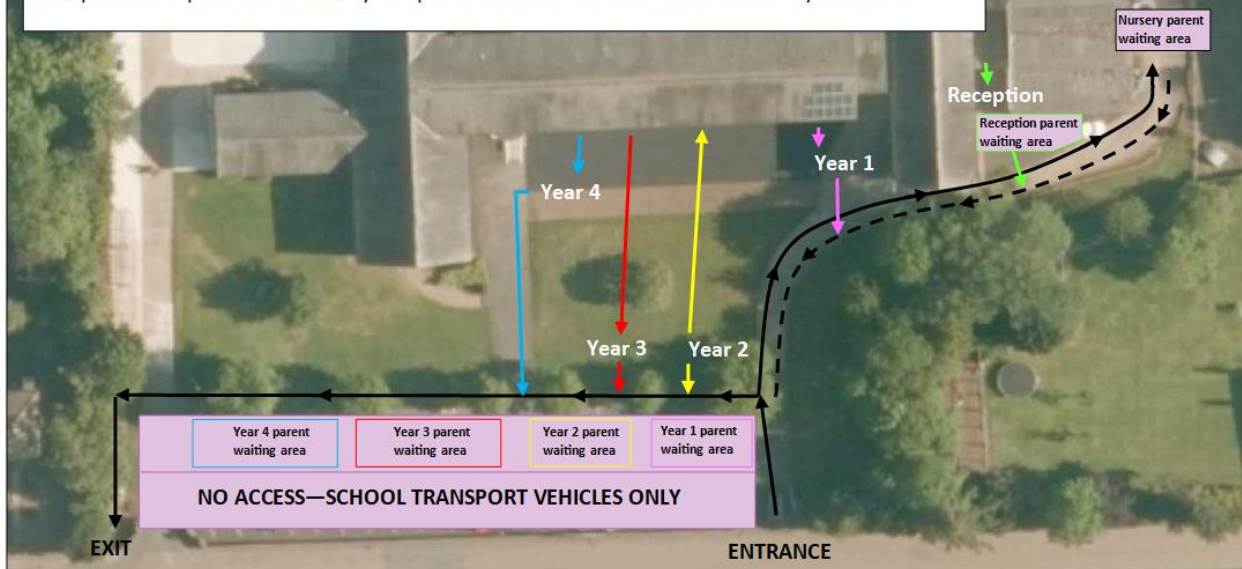 Nursery parent
waiting area
Reception
Reception parent
waiting area
Year 1
Year 4
Year 3
Year 2
Year 4 parent
waiting area
Year 3 parent
waiting area
Year 2 parent
waiting area
Year 1 parent
waiting area
NO ACCESS—SCHOOL TRANSPORT VEHICLES ONLY
EXIT
ENTRANCE